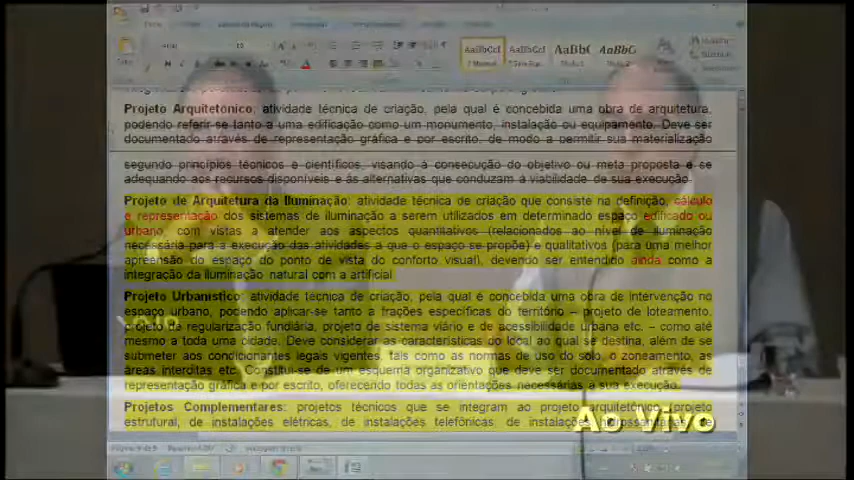 AaBbCcI AaBbCcI AaBbC AaBbC
Projeto Arquitetônico: atividade técnica de criação, pela qual é concebida uma obra de arquitetura,
podendo referir-se tanto a uma edificação como um monumento, instalação ou equipamento. Deve ser
documentado através de representação gráfica e por escrito, de modo a permitir sua materialização
segundo princípios técnicos e científicos, visando à consecução do objetivo ou meta proposta e se
adequando aos recursos disponíveis e às alternativas que conduzam à viabilidade de sua execução.
Projeto de Arquitetura da Iluminação: atividade técnica de criação que consiste na definição, cálculo
e representação dos sistemas de iluminação a serem utilizados em determinado espaço edificado ou
urbano, com vistas a atender aos aspectos quantitativos (relacionados ao nível de iluminação
necessária para a execução das atividades a que o espaço se propõe) e qualitativos (para uma melhor
apreensão do espaço do ponto de vista do conforto visual), devendo ser entendido ainda como a
integração da iluminação natural com a artificial
Projeto Urbanístico: atividade técnica de criação, pela qual é concebida uma obra de intervenção no
espaço urbano, podendo aplicar-se tanto a frações específicas do território – projeto de loteamento,
projeto de regularização fundiária, projeto de sistema viário e de acessibilidade urbana etc. – como até
mesmo a toda uma cidade. Deve considerar as características do local ao qual se destina, além de se
submeter aos condicionantes legais vigentes, tais como as normas de uso do solo, o zoneamento, as
áreas interditas etc. Constitui-se de um esquema organizativo que deve ser documentado através de
representação gráfica e por escrito, oferecendo todas as orientações necessárias a sua execução.
Projetos Complementares: projetos técnicos que se integram ao projeto arquitetônico (projeto
estrutural, de instalações elétricas, de instalações telefônicas, de instalações hidrossanitárias, de
Ao Vivo